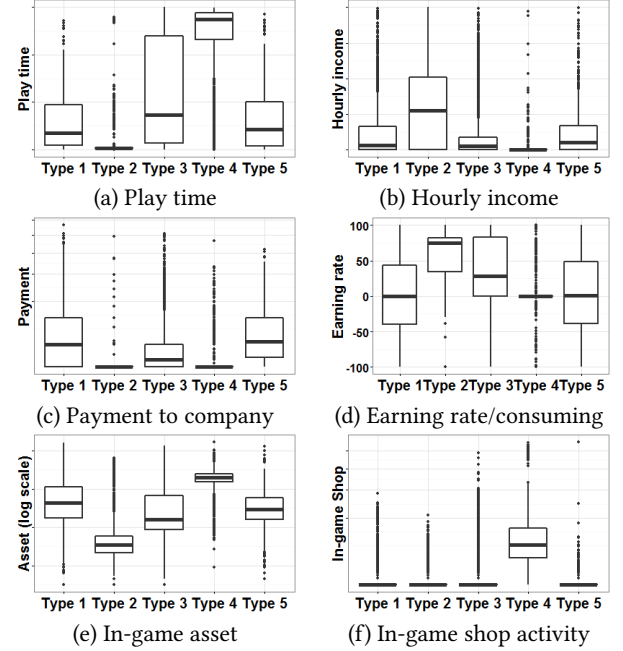 Play time
Type 1 Type 2 Type 3 Type 4 Type 5
(a) Play time
Hourly income
Type 1 Type 2 Type 3 Type 4 Type 5
(b) Hourly income
Payment
Type 1 Type 2 Type 3 Type 4 Type 5
(c) Payment to company
Earning rate
100
50
0
-50
-100
Type 1 Type 2 Type 3 Type 4 Type 5
(d) Earning rate/consuming
Asset (log scale)
Type 1 Type 2 Type 3 Type 4 Type 5
(e) In-game asset
In-game Shop
Type 1 Type 2 Type 3 Type 4 Type 5
(f) In-game shop activity